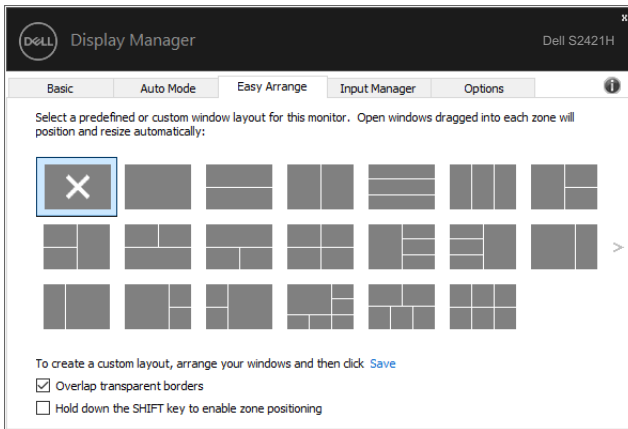 x
DELL Display Manager Dell S2421H
Basic Auto Mode Easy Arrange Input Manager Options i
Select a predefined or custom window layout for this monitor. Open windows dragged into each zone will
position and resize automatically:
>
To create a custom layout, arrange your windows and then click Save
Overlap transparent borders
Hold down the SHIFT key to enable zone positioning